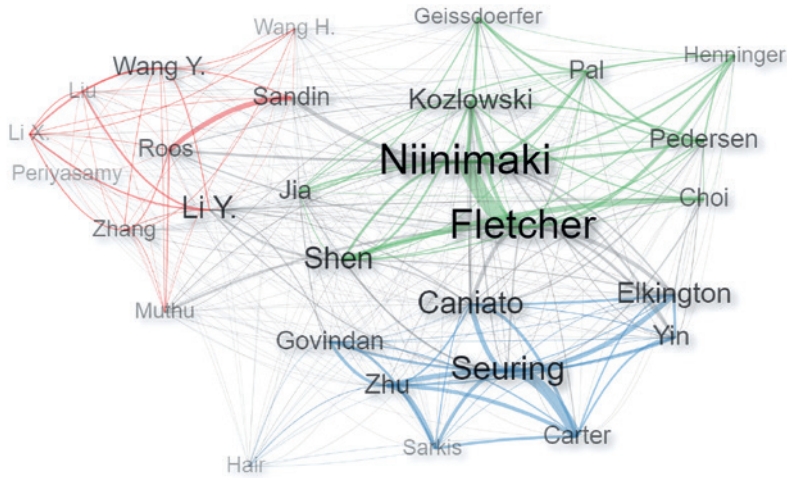 Geissdoerfer
Wang H.
Henninger
Wang Y.
Pal
Liu
Sandin
Kozlowski
Li X.
Pedersen
Roos
Niinimaki
Periyasamy
Jia
Choi
Li Y.
Zhang
Fletcher
Shen
Elkington
Caniato
Muthu
Yin
Govindan
Seuring
Zhu
Carter
Sarkis
Hair